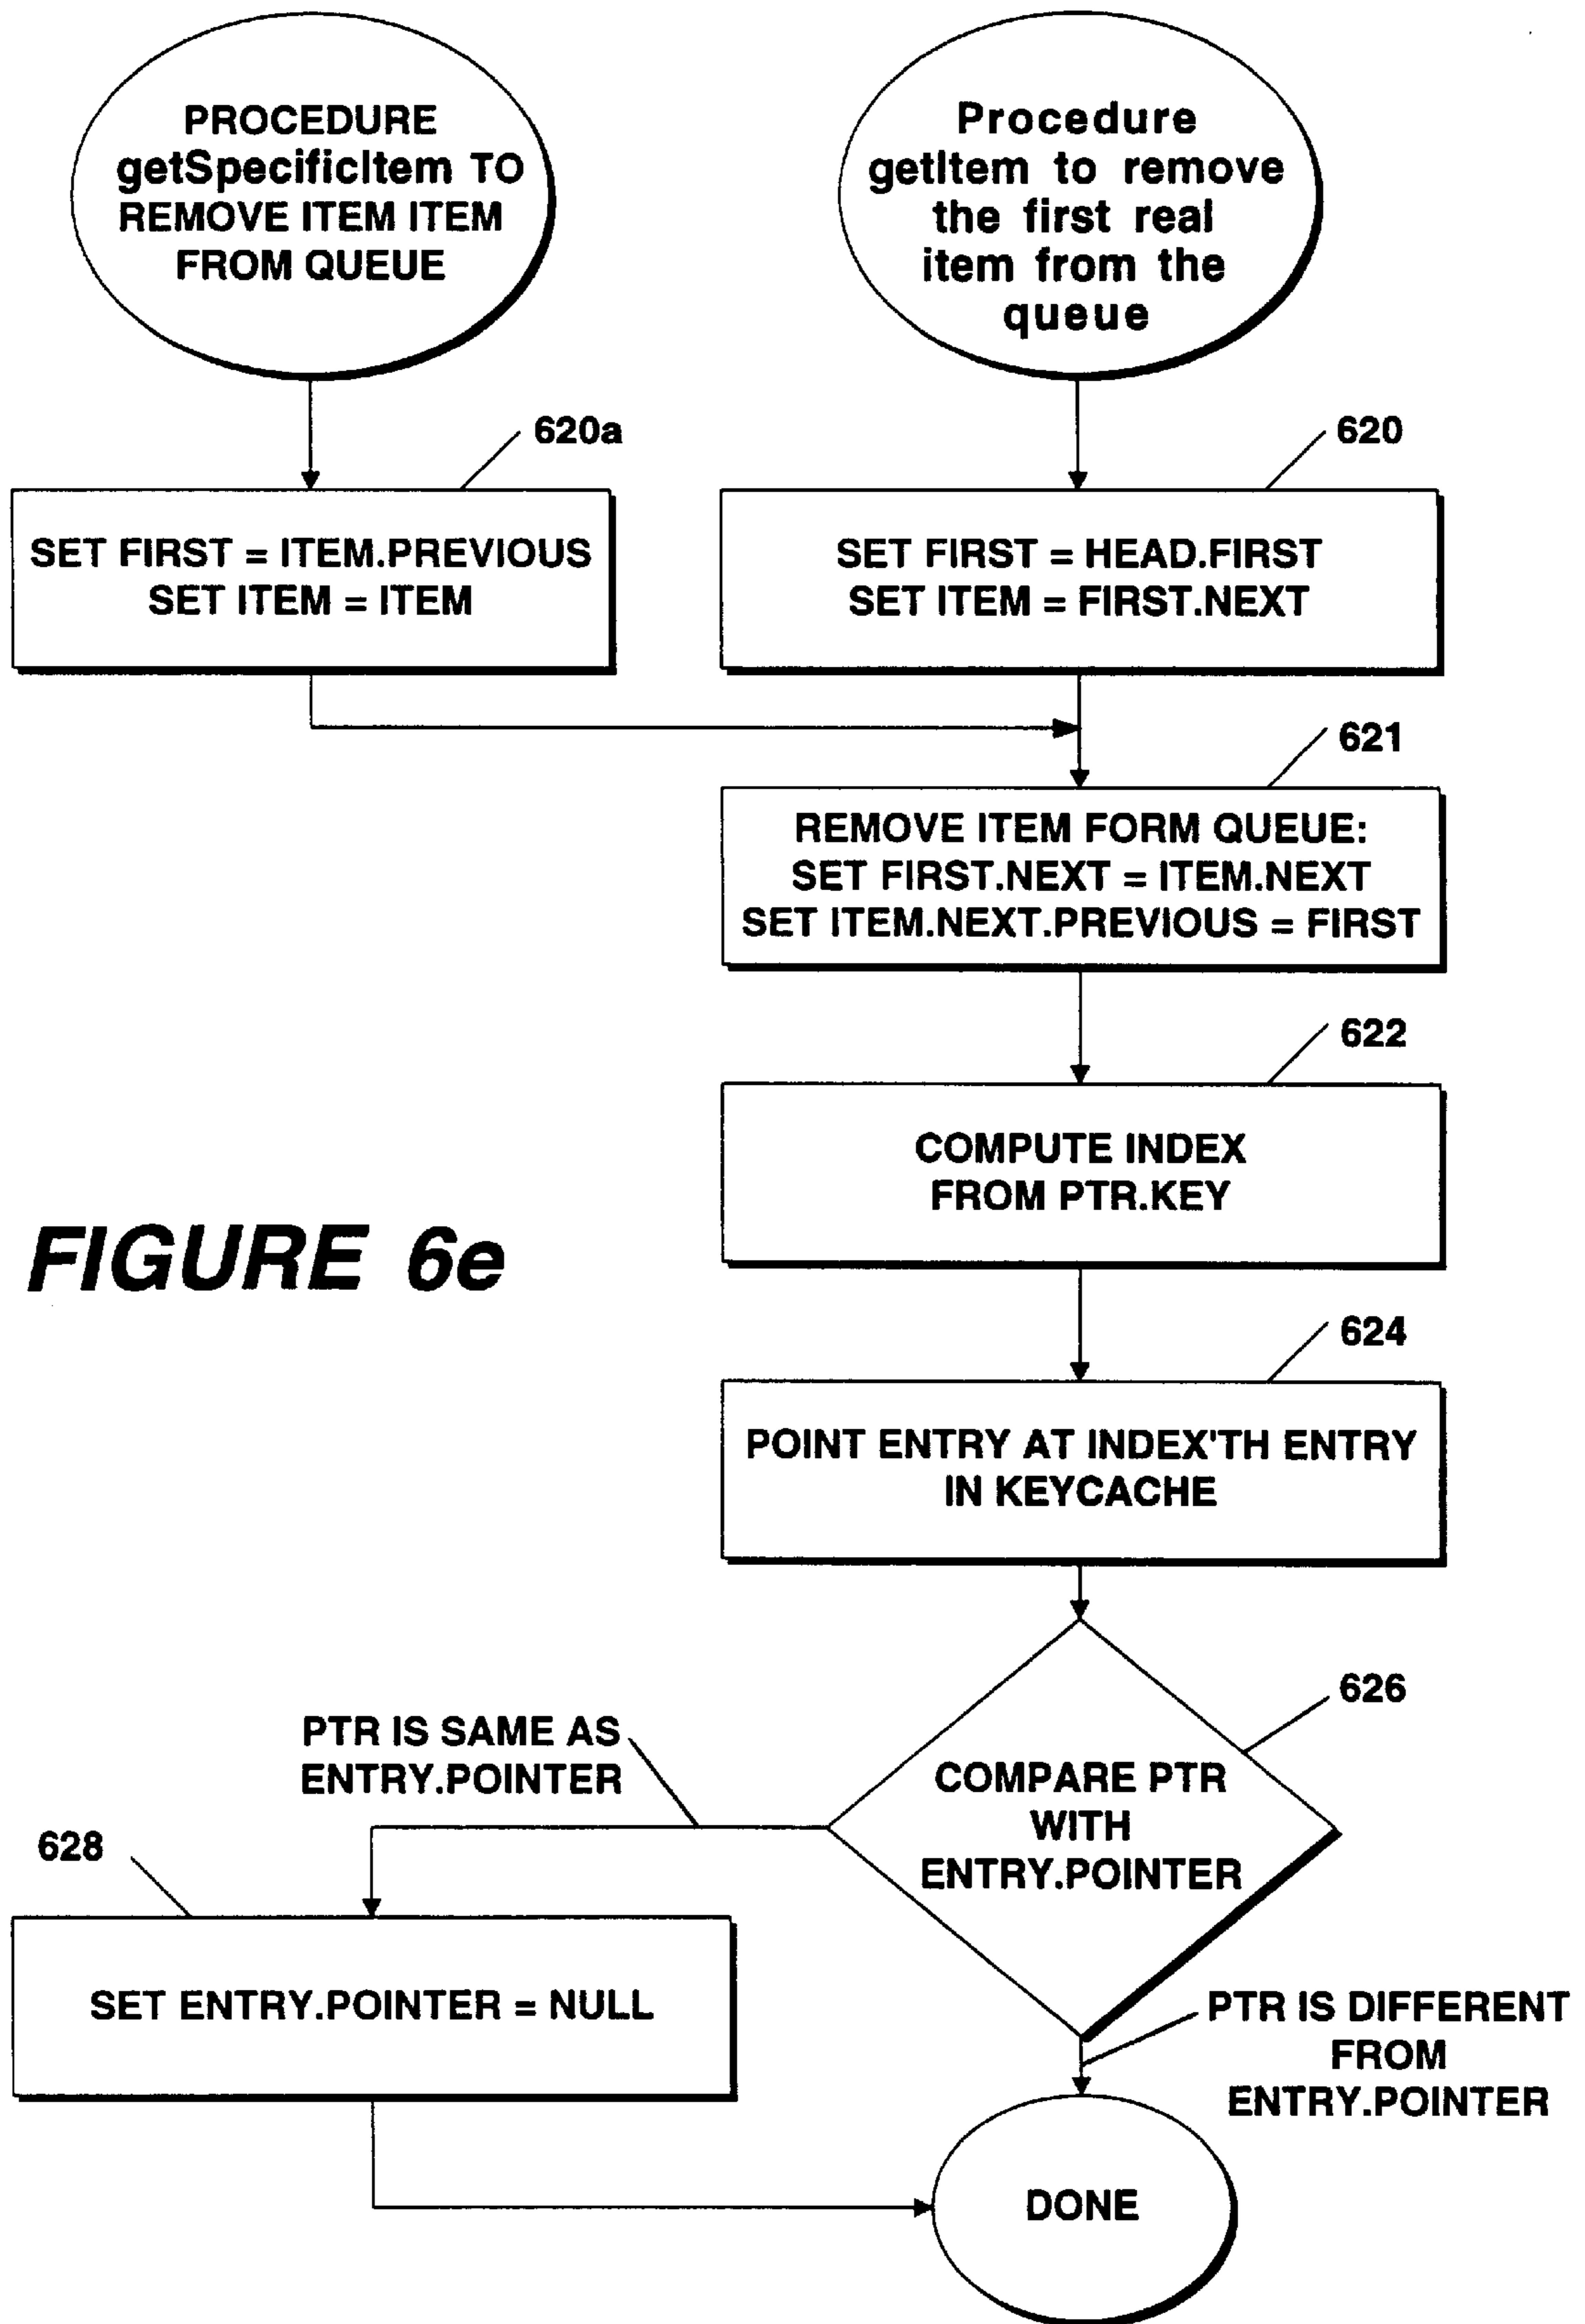 PROCEDURE
getSpecificItem TO
REMOVE ITEM ITEM
FROM QUEUE
Procedure
getItem to remove
the first real
item from the
queue
620a
620
SET FIRST = ITEM.PREVIOUS
SET ITEM = ITEM
SET FIRST = HEAD.FIRST
SET ITEM = FIRST.NEXT
621
REMOVE ITEM FORM QUEUE:
SET FIRST.NEXT = ITEM.NEXT
SET ITEM.NEXT.PREVIOUS = FIRST
622
COMPUTE INDEX
FROM PTR.KEY
FIGURE 6e
624
POINT ENTRY AT INDEX'TH ENTRY
IN KEYCACHE
626
PTR IS SAME AS
ENTRY.POINTER
COMPARE PTR
WITH
ENTRY.POINTER
628
SET ENTRY.POINTER = NULL
PTR IS DIFFERENT
FROM
ENTRY.POINTER
DONE